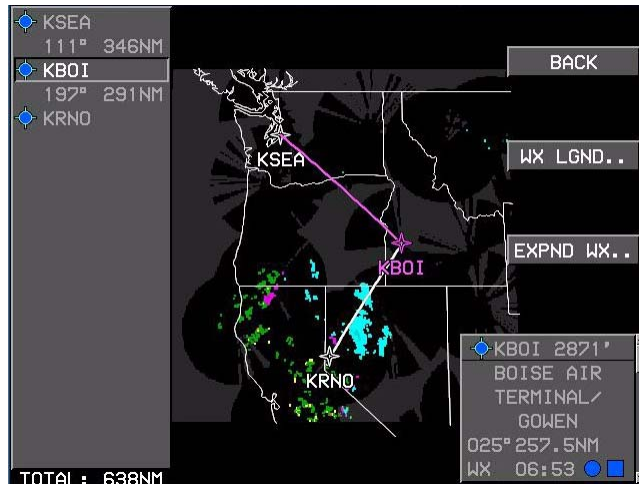 KSEA
111° 346NM
KBOI
197° 291NM
KRNO
TOTAL: 638NM
KSEA
KBOI
KRNO
BACK
WX LGND..
EXPND WX..
KBOI 2871'
BOISE AIR
TERMINAL/
GOWEN
025° 257.5NM
WX 06:53